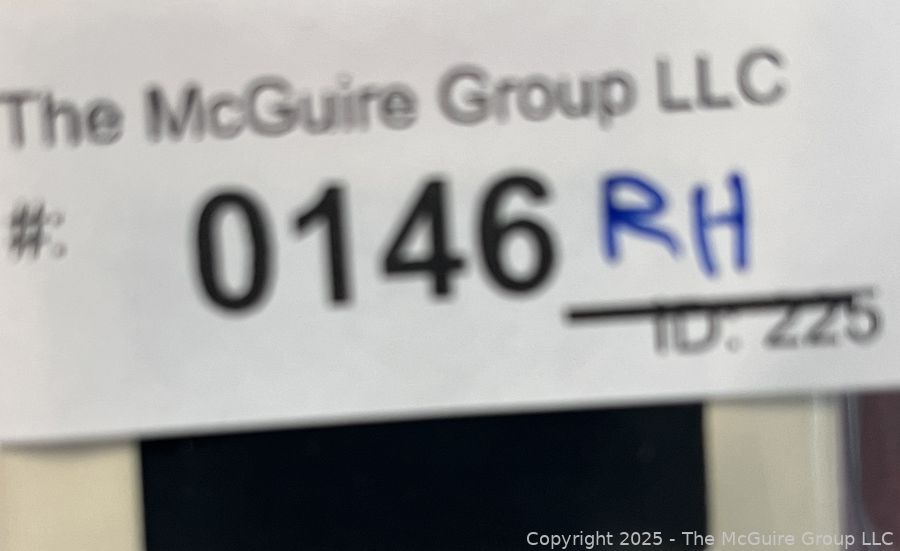 The McGuire Group LLC
#: 0146 RH
ID: 225
Copyright 2025 - The McGuire Group LLC